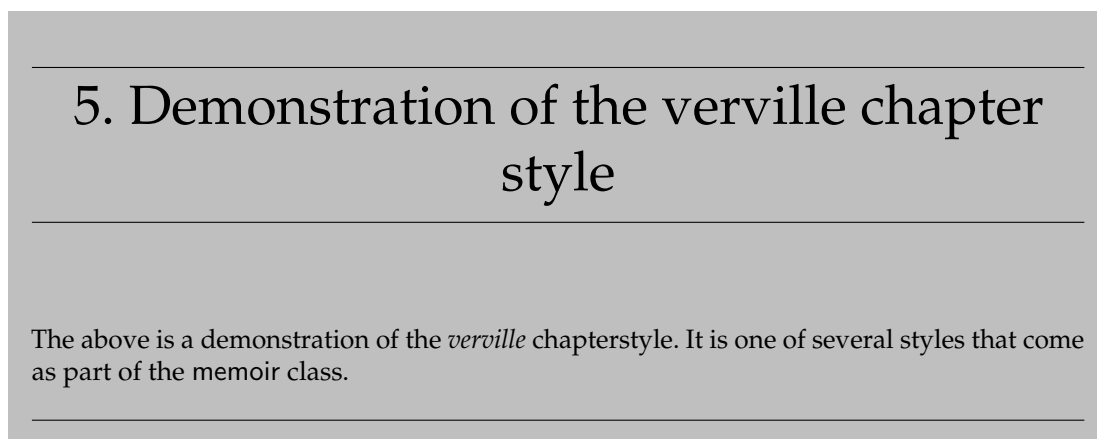 5. Demonstration of the verville chapter
style
The above is a demonstration of the verville chapterstyle. It is one of several styles that come
as part of the memoir class.